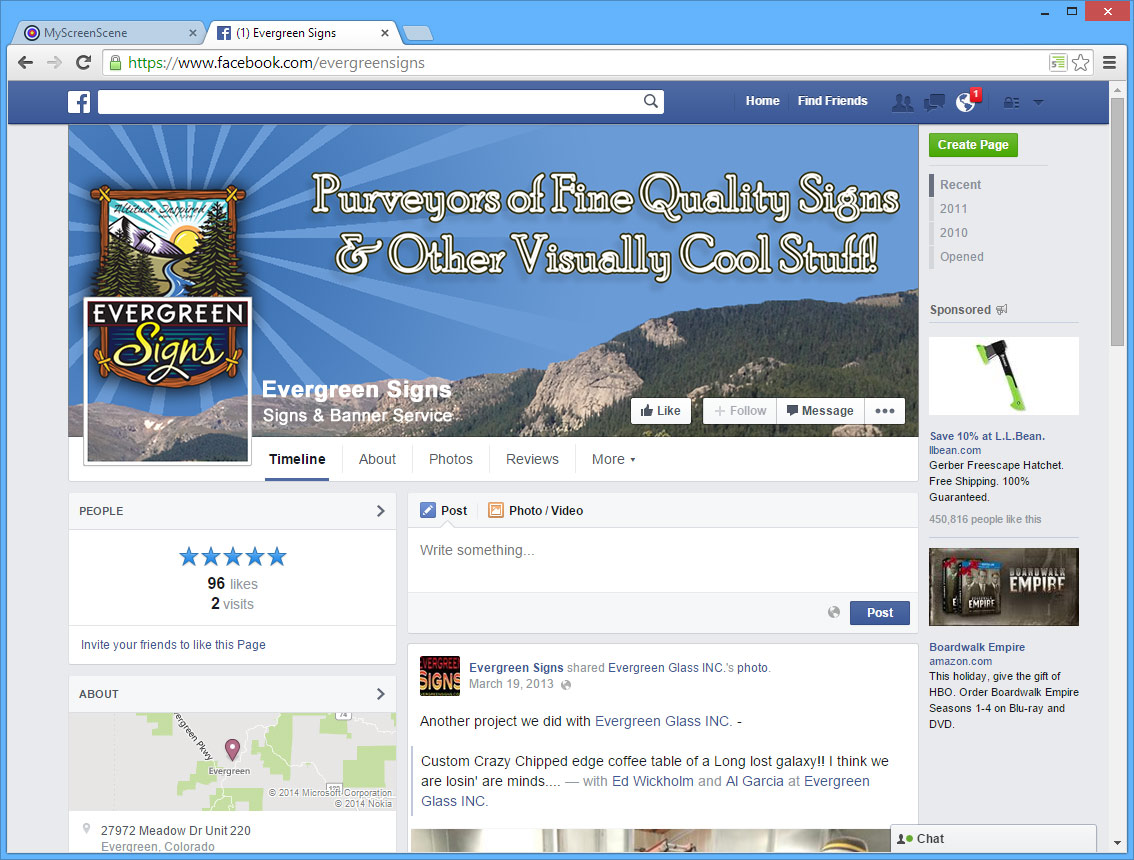 MyScreenScene
(1) Evergreen Signs
https://www.facebook.com/evergreensigns
Home
Find Friends
1
Purveyors of Fine Quality Signs
& Other Visually Cool Stuff!
Altitude Inspired
EVERGREEN
Signs
Evergreen Signs
Signs & Banner Service
Like
Follow
Message
Timeline
About
Photos
Reviews
More
Create Page
Recent
2011
2010
Opened
Sponsored
Save 10% at L.L.Bean.
llbean.com
Gerber Freescape Hatchet.
Free Shipping. 100%
Guaranteed.
450,816 people like this
BOARDWALK
EMPIRE
Boardwalk Empire
amazon.com
This holiday, give the gift of
HBO. Order Boardwalk Empire
Seasons 1-4 on Blu-ray and
DVD.
PEOPLE
96 likes
2 visits
Invite your friends to like this Page
ABOUT
74
Evergreen Pkwy
Evergreen
© 2014 Microsoft Corporation
© 2014 Nokia
27972 Meadow Dr Unit 220
Evergreen, Colorado
Post
Photo / Video
Write something...
Post
EVERGREEN
SIGNS
Evergreen Signs shared Evergreen Glass INC.'s photo.
March 19, 2013
Another project we did with Evergreen Glass INC. -
Custom Crazy Chipped edge coffee table of a Long lost galaxy!! I think we
are losin' are minds.... — with Ed Wickholm and Al Garcia at Evergreen
Glass INC.
Chat